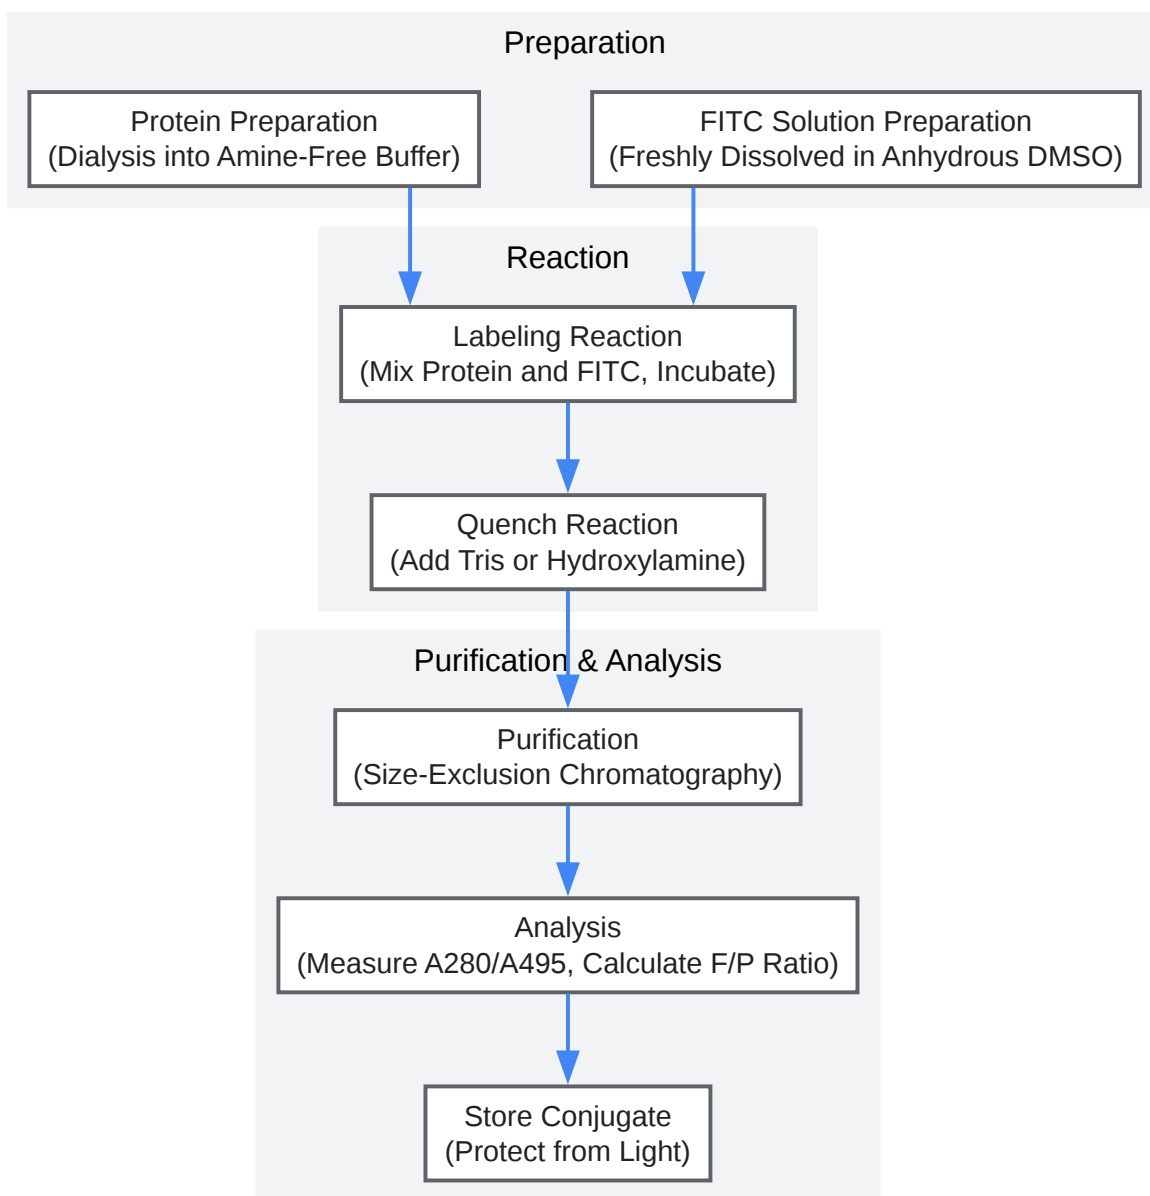 Preparation
Protein Preparation
(Dialysis into Amine-Free Buffer)
FITC Solution Preparation
(Freshly Dissolved in Anhydrous DMSO)
Reaction
Labeling Reaction
(Mix Protein and FITC, Incubate)
Quench Reaction
(Add Tris or Hydroxylamine)
Purification & Analysis
Purification
(Size-Exclusion Chromatography)
Analysis
(Measure A280/A495, Calculate F/P Ratio)
Store Conjugate
(Protect from Light)